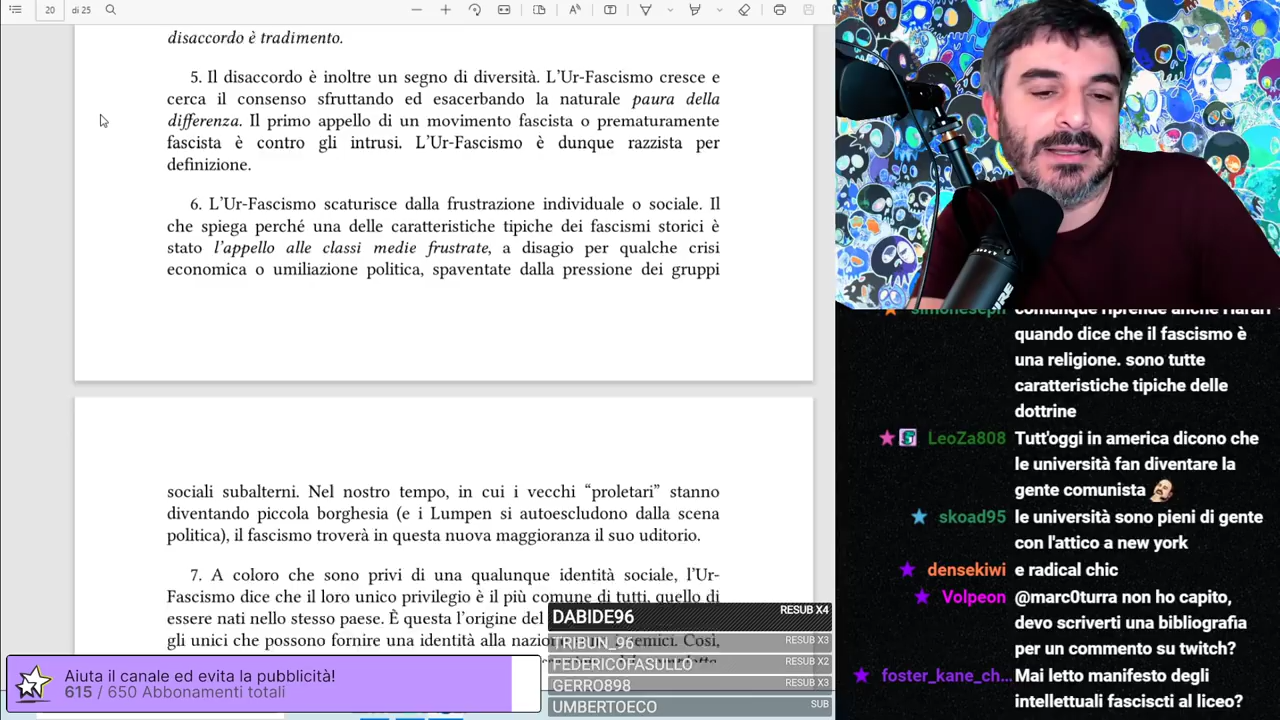 20 di 25
disaccordo è tradimento.
5. Il disaccordo è inoltre un segno di diversità. L'Ur-Fascismo cresce e
cerca il consenso sfruttando ed esacerbando la naturale paura della
differenza. Il primo appello di un movimento fascista o prematuramente
fascista è contro gli intrusi. L'Ur-Fascismo è dunque razzista per
definizione.
6. L'Ur-Fascismo scaturisce dalla frustrazione individuale o sociale. Il
che spiega perché una delle caratteristiche tipiche dei fascismi storici è
stato l'appello alle classi medie frustrate, a disagio per qualche crisi
economica o umiliazione politica, spaventate dalla pressione dei gruppi
sociali subalterni. Nel nostro tempo, in cui i vecchi “proletari” stanno
diventando piccola borghesia (e i Lumpen si autoescludono dalla scena
politica), il fascismo troverà in questa nuova maggioranza il suo uditorio.
7. A coloro che sono privi di una qualunque identità sociale, l'Ur-
Fascismo dice che il loro unico privilegio è il più comune di tutti, quello di
essere nati nello stesso paese. È questa l'origine del
gli unici che possono fornire una identità alla nazio emici. Così,
Aiuta il canale ed evita la pubblicità!
615 / 650 Abbonamenti totali
DABIDE96 RESUB X4
TRIBUN_96 RESUB X3
FEDERICOFASULLO RESUB X2
GERRO898 RESUB X3
UMBERTOECO SUB
comunque riprende anche
quando dice che il fascismo è
una religione. sono tutte
caratteristiche tipiche delle
dottrine
LeoZa808 Tutt'oggi in america dicono che
le università fan diventare la
gente comunista
skoad95 le università sono pieni di gente
con l'attico a new york
densekiwi e radical chic
Volpeon @marc0turra non ho capito,
devo scriverti una bibliografia
per un commento su twitch?
foster_kane_ch… Mai letto manifesto degli
intellettuali fasciscti al liceo?